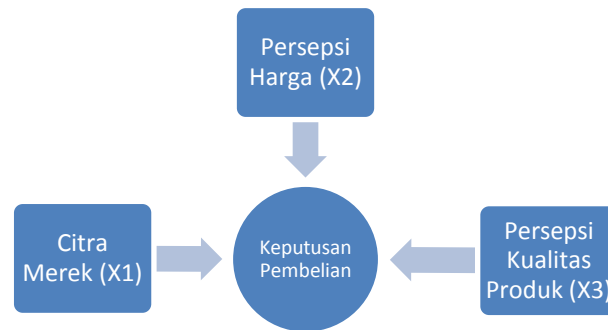 Persepsi
Harga (X2)
Citra
Merek (X1)
Keputusan
Pembelian
Persepsi
Kualitas
Produk (X3)